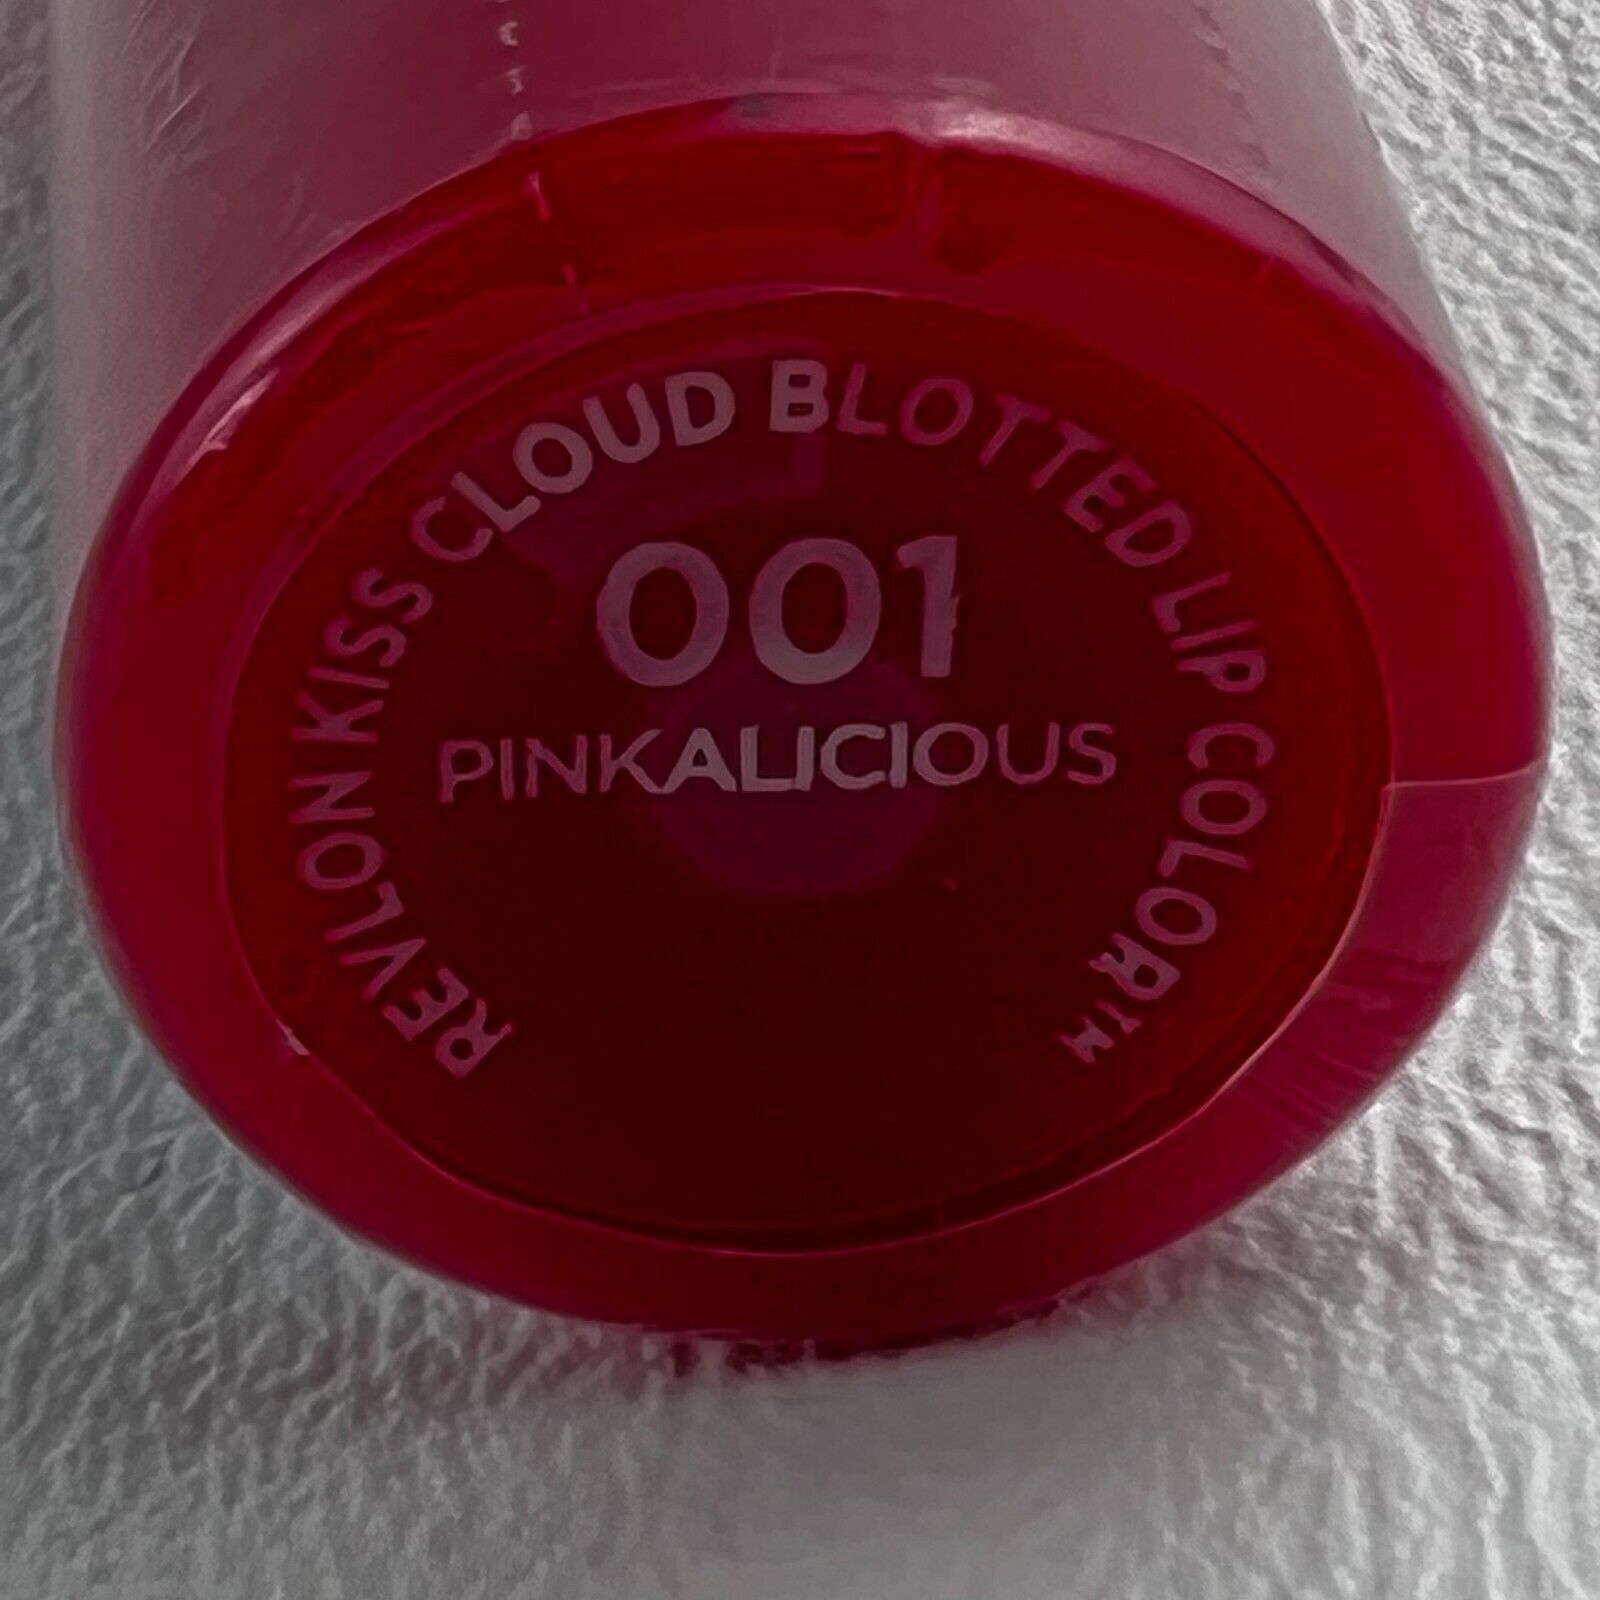 REVLON KISS CLOUD BLOTTED LIP COLOR™
001
PINKALICIOUS